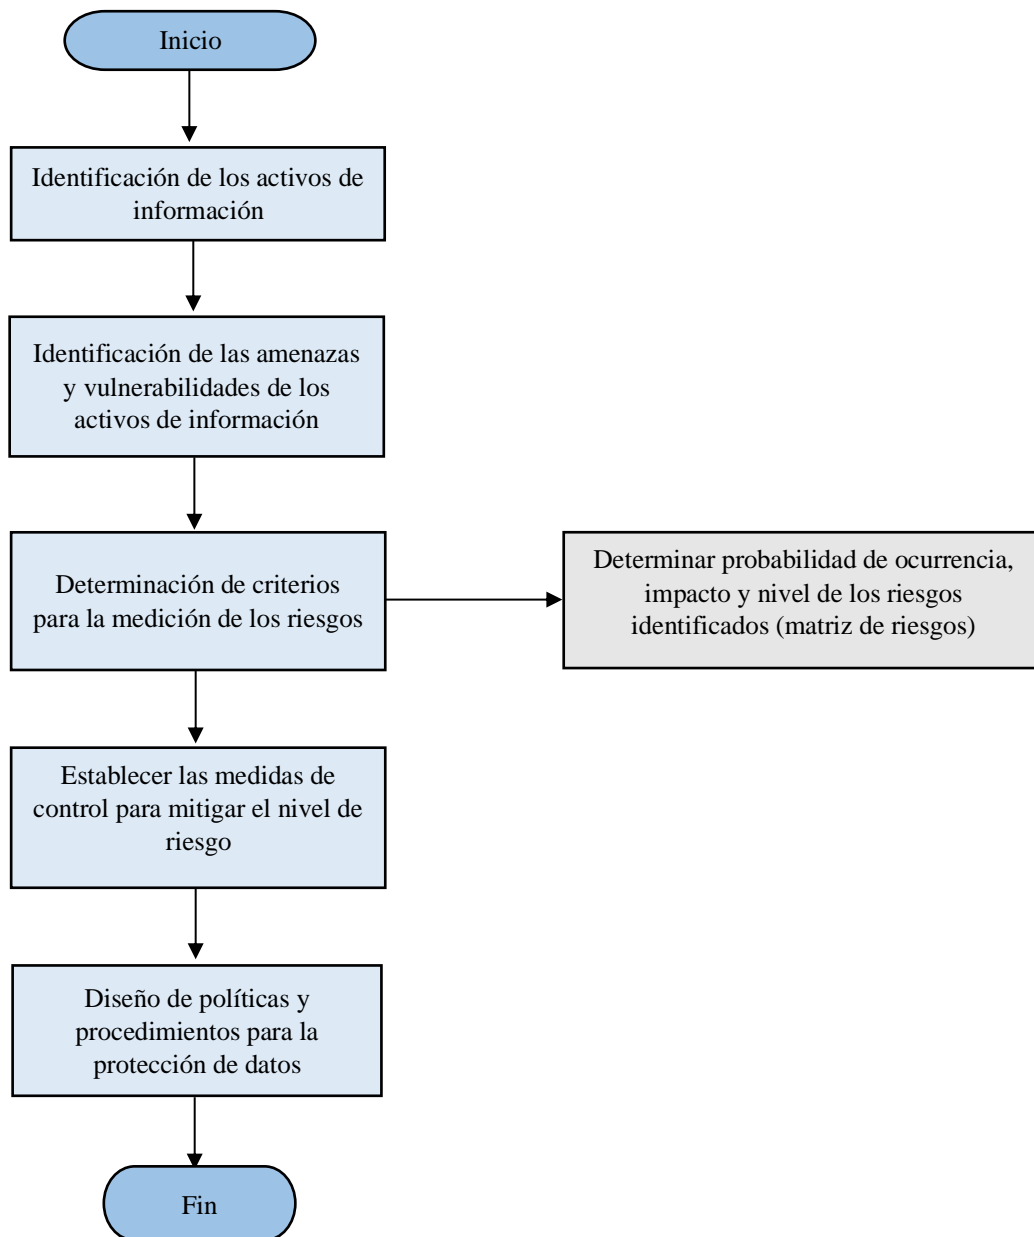 Inicio
Identificación de los activos de
información
Identificación de las amenazas
y vulnerabilidades de los
activos de información
Determinación de criterios
para la medición de los riesgos
Determinar probabilidad de ocurrencia,
impacto y nivel de los riesgos
identificados (matriz de riesgos)
Establecer las medidas de
control para mitigar el nivel de
riesgo
Diseño de políticas y
procedimientos para la
protección de datos
Fin